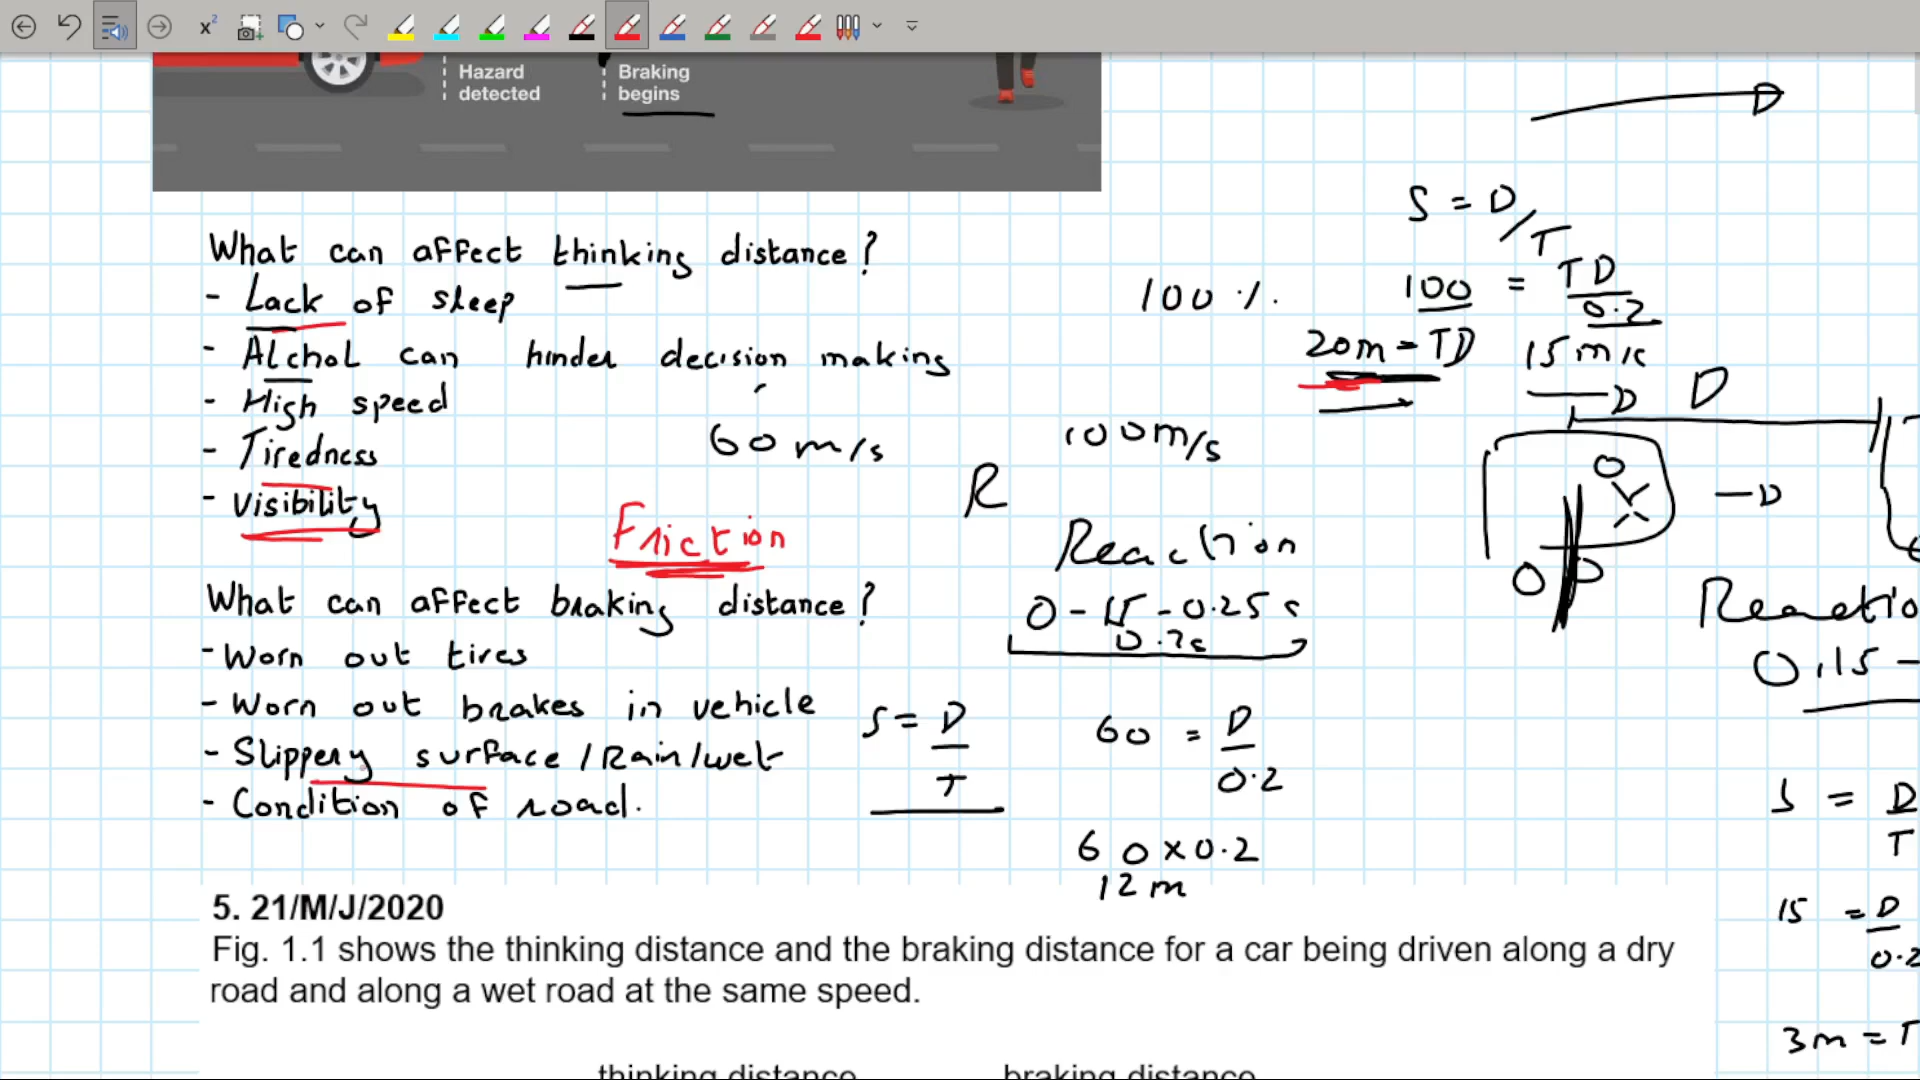 x²
Hazard
detected
Braking
begins
D
S = D/T
What can affect thinking distance?
- Lack of sleep
- Alchol can hinder decision making
- High speed
- Tiredness
- Visibility
100 %.
100 = TD
0.2
20m = TD
15 m/s
D
D
60 m/s
100m/s
R
Friction
Reaction
0 - 15 - 0.25 s
0.2s
Reactio
0.15 -
What can affect braking distance?
- Worn out tires
- Worn out brakes in vehicle
- Slippery surface / Rain/wet
- Condition of road.
S = D
T
60 = D
0.2
60 x 0.2
12 m
S = D
T
15 = D
0.2
3m = T
5. 21/M/J/2020
Fig. 1.1 shows the thinking distance and the braking distance for a car being driven along a dry
road and along a wet road at the same speed.
thinking distance braking distance